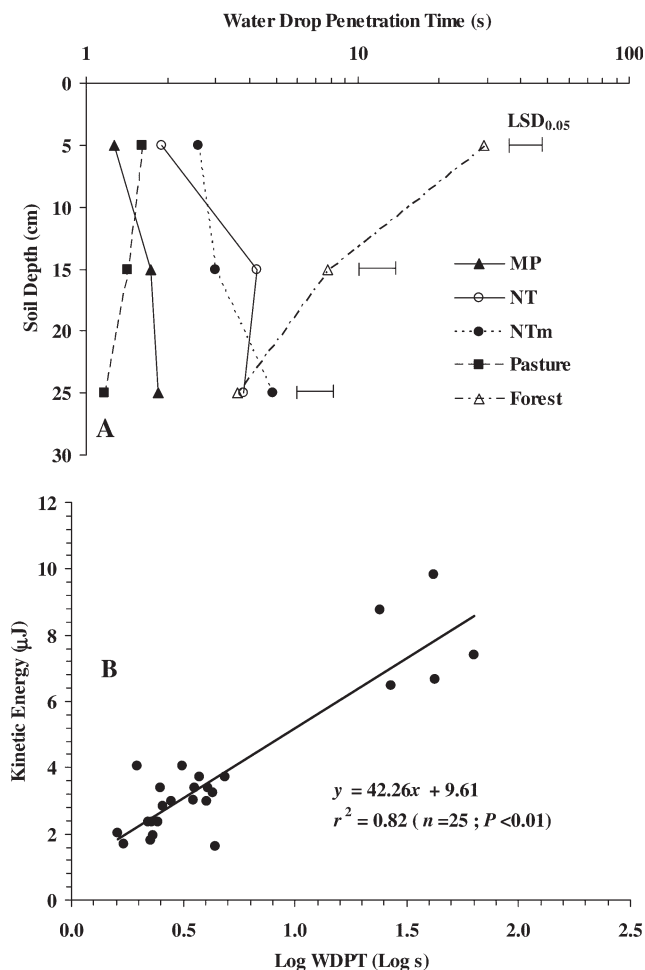 Water Drop Penetration Time (s)
1 10 100
0
5
10
15
20
25
30
Soil Depth (cm)
LSD0.05
MP
NT
NTm
Pasture
Forest
A
12
10
8
6
4
2
0
Kinetic Energy (µJ)
B
y = 42.26x + 9.61
r 2 = 0.82 ( n =25 ; P <0.01)
0.0 0.5 1.0 1.5 2.0 2.5
Log WDPT (Log s)